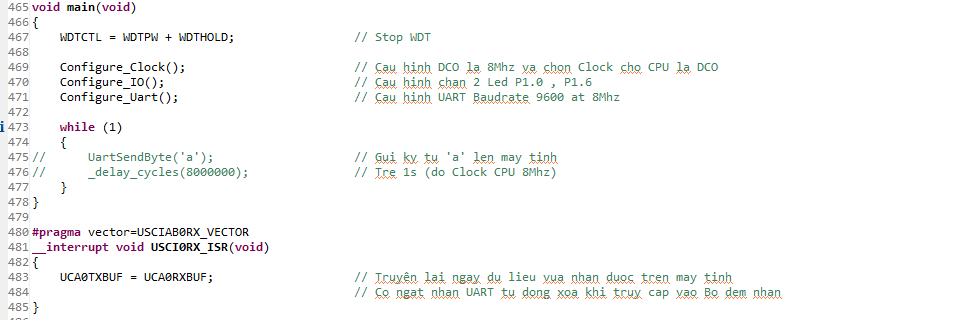 465 void main(void)
466 {
467     WDTCTL = WDTPW + WDTHOLD;                 // Stop WDT
468
469     Configure_Clock();                        // Cau hinh DCO la 8Mhz va chon Clock cho CPU la DCO
470     Configure_IO();                           // Cau hinh chan 2 Led P1.0 , P1.6
471     Configure_Uart();                         // Cau hinh UART Baudrate 9600 at 8Mhz
472
473     while (1)
474     {
475 //      UartSendByte('a');                    // Gui ky tu 'a' len may tinh
476 //      _delay_cycles(8000000);               // Tre 1s (do Clock CPU 8Mhz)
477     }
478 }
479
480 #pragma vector=USCIAB0RX_VECTOR
481 __interrupt void USCI0RX_ISR(void)
482 {
483     UCA0TXBUF = UCA0RXBUF;                    // Truyên lai ngay du lieu vua nhan duoc tren may tinh
484                                               // Co ngat nhan UART tu dong xoa khi truy cap vao Bo dem nhan
485 }